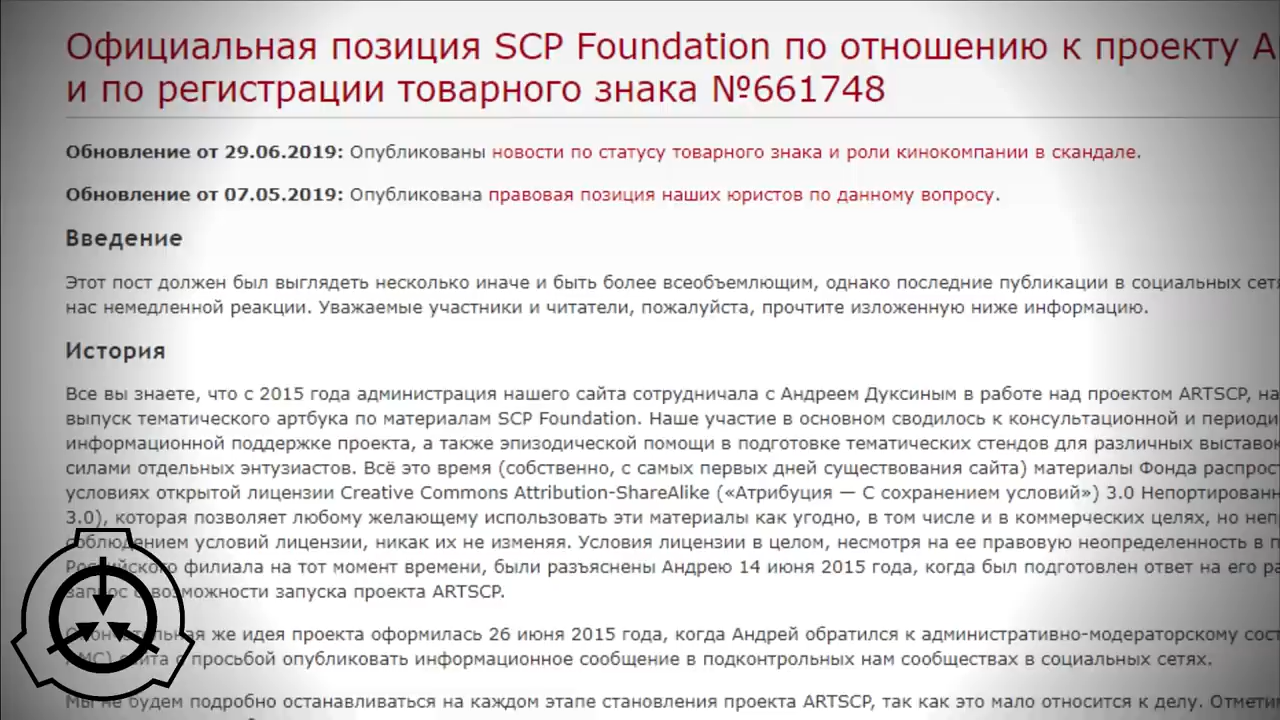 Официальная позиция SCP Foundation по отношению к проекту A
и по регистрации товарного знака №661748
Обновление от 29.06.2019: Опубликованы новости по статусу товарного знака и роли кинокомпании в скандале.
Обновление от 07.05.2019: Опубликована правовая позиция наших юристов по данному вопросу.
Введение
Этот пост должен был выглядеть несколько иначе и быть более всеобъемлющим, однако последние публикации в социальных сетя
нас немедленной реакции. Уважаемые участники и читатели, пожалуйста, прочтите изложенную ниже информацию.
История
Все вы знаете, что с 2015 года администрация нашего сайта сотрудничала с Андреем Дуксиным в работе над проектом ARTSCP, на
выпуск тематического артбука по материалам SCP Foundation. Наше участие в основном сводилось к консультационной и периоди
информационной поддержке проекта, а также эпизодической помощи в подготовке тематических стендов для различных выставок
силами отдельных энтузиастов. Всё это время (собственно, с самых первых дней существования сайта) материалы Фонда распрост
условиях открытой лицензии Creative Commons Attribution-ShareAlike («Атрибуция — С сохранением условий») 3.0 Непортированн
3.0), которая позволяет любому желающему использовать эти материалы как угодно, в том числе и в коммерческих целях, но неп
соблюдением условий лицензии, никак их не изменяя. Условия лицензии в целом, несмотря на ее правовую неопределенность в п
Российского филиала на тот момент времени, были разъяснены Андрею 14 июня 2015 года, когда был подготовлен ответ на его ра
запрос о возможности запуска проекта ARTSCP.
Окончательная же идея проекта оформилась 26 июня 2015 года, когда Андрей обратился к административно-модераторскому сост
АМС) сайта с просьбой опубликовать информационное сообщение в подконтрольных нам сообществах в социальных сетях.
Мы не будем подробно останавливаться на каждом этапе становления проекта ARTSCP, так как это мало относится к делу. Отмети